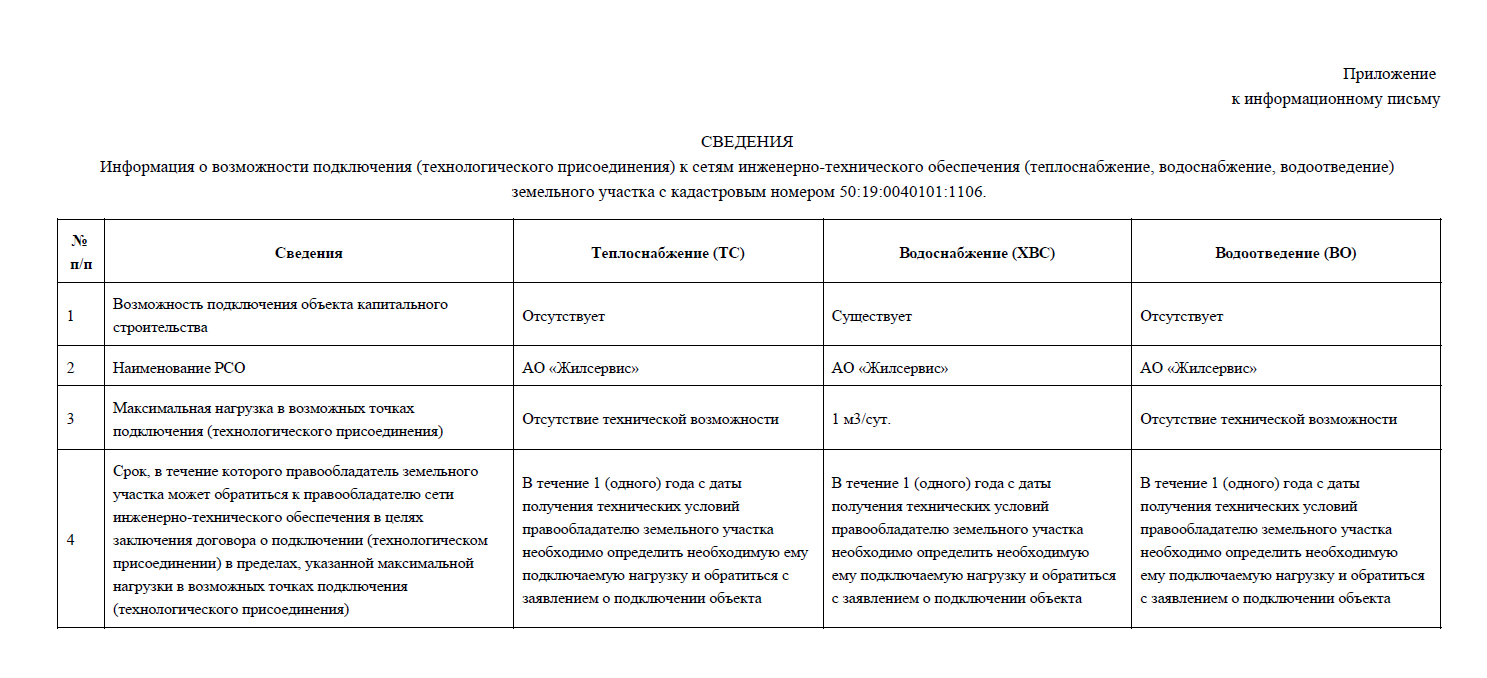 Приложение
к информационному письму
СВЕДЕНИЯ
Информация о возможности подключения (технологического присоединения) к сетям инженерно-технического обеспечения (теплоснабжение, водоснабжение, водоотведение)
земельного участка с кадастровым номером 50:19:0040101:1106.
№
п/п
Сведения
Теплоснабжение (ТС)
Водоснабжение (ХВС)
Водоотведение (ВО)
1
Возможность подключения объекта капитального
строительства
Отсутствует
Существует
Отсутствует
2
Наименование РСО
АО «Жилсервис»
АО «Жилсервис»
АО «Жилсервис»
3
Максимальная нагрузка в возможных точках
подключения (технологического присоединения)
Отсутствие технической возможности
1 м3/сут.
Отсутствие технической возможности
4
Срок, в течение которого правообладатель земельного
участка может обратиться к правообладателю сети
инженерно-технического обеспечения в целях
заключения договора о подключении (технологическом
присоединении) в пределах, указанной максимальной
нагрузки в возможных точках подключения
(технологического присоединения)
В течение 1 (одного) года с даты
получения технических условий
правообладателю земельного участка
необходимо определить необходимую ему
подключаемую нагрузку и обратиться с
заявлением о подключении объекта
В течение 1 (одного) года с даты
получения технических условий
правообладателю земельного участка
необходимо определить необходимую
ему подключаемую нагрузку и обратиться
с заявлением о подключении объекта
В течение 1 (одного) года с даты
получения технических условий
правообладателю земельного участка
необходимо определить необходимую
ему подключаемую нагрузку и обратиться
с заявлением о подключении объекта